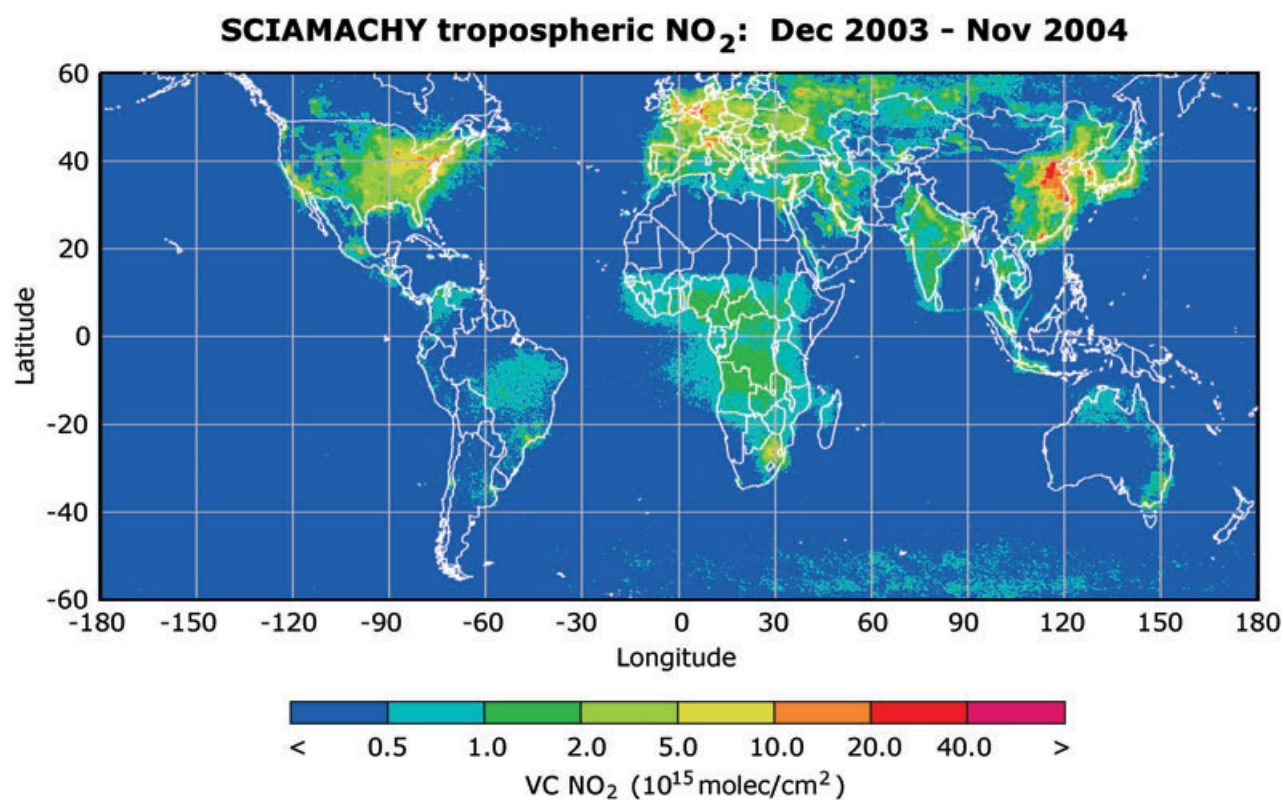 SCIAMACHY tropospheric NO2: Dec 2003 - Nov 2004
60
40
20
0
-20
-40
-60
Latitude
-180 -150 -120 -90 -60 -30 0 30 60 90 120 150 180
Longitude
< 0.5 1.0 2.0 5.0 10.0 20.0 40.0 >
VC NO2 (10^15 molec/cm^2)